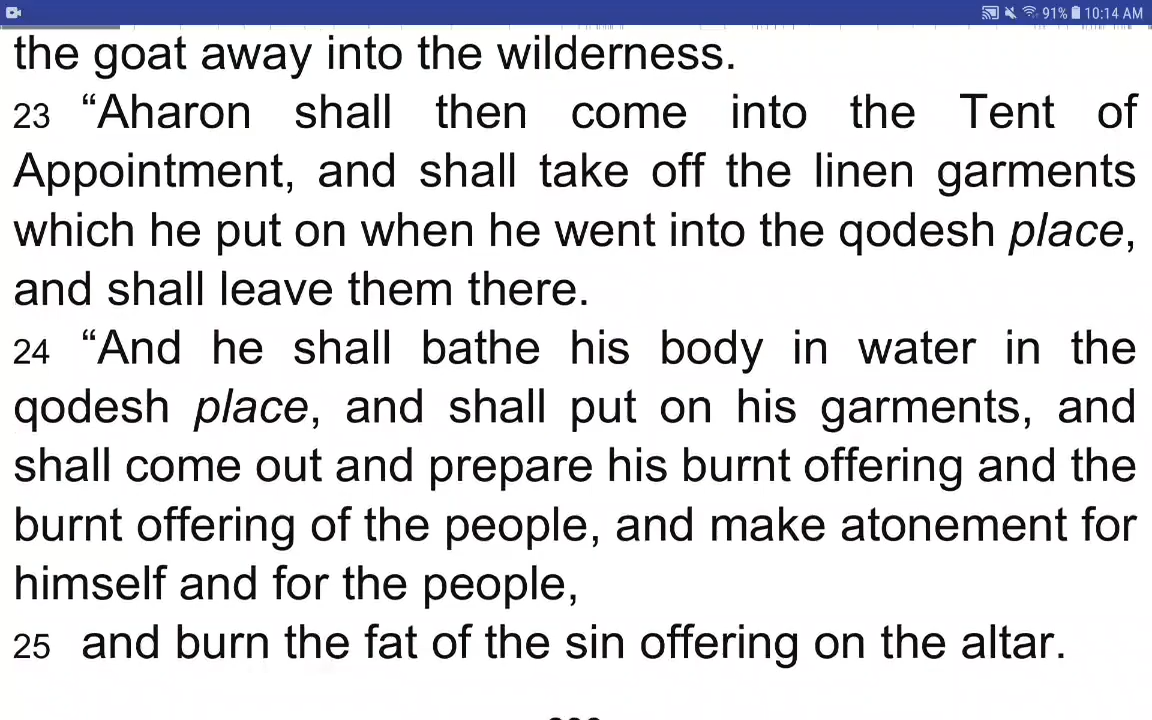 91% 10:14 AM
the goat away into the wilderness.
23 “Aharon shall then come into the Tent of
Appointment, and shall take off the linen garments
which he put on when he went into the qodesh place,
and shall leave them there.
24 “And he shall bathe his body in water in the
qodesh place, and shall put on his garments, and
shall come out and prepare his burnt offering and the
burnt offering of the people, and make atonement for
himself and for the people,
25 and burn the fat of the sin offering on the altar.